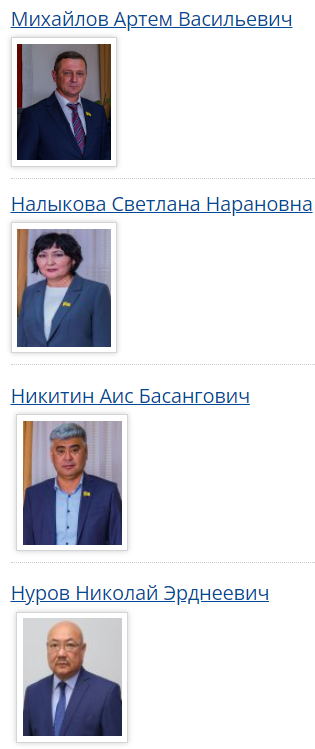 Михайлов Артем Васильевич
Налыкова Светлана Нарановна
Никитин Аис Басангович
Нуров Николай Эрднеевич